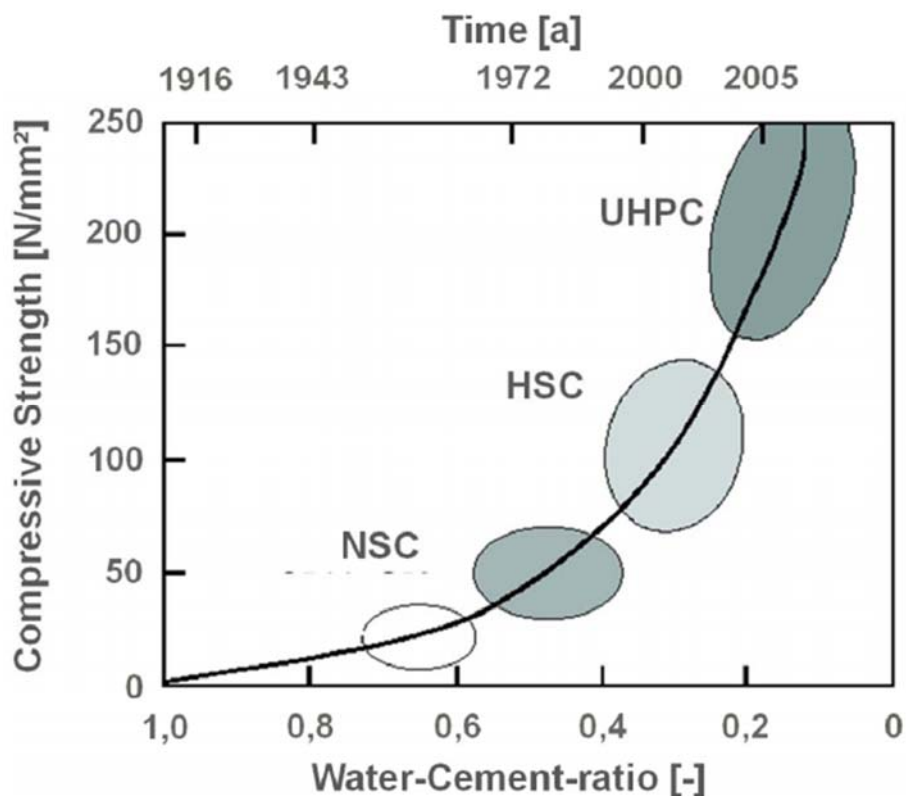 Time [a]
1916 1943 1972 2000 2005
Compressive Strength [N/mm²]
250
200
150
100
50
0
UHPC
HSC
NSC
1,0 0,8 0,6 0,4 0,2 0
Water-Cement-ratio [-]